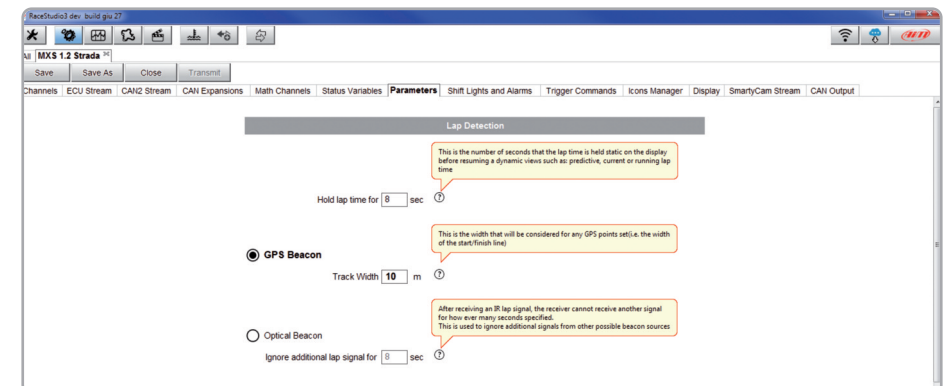 RaceStudio3 dev build giu 27
AIM
All MXS 1.2 Strada
Save Save As Close Transmit
Channels ECU Stream CAN2 Stream CAN Expansions Math Channels Status Variables Parameters Shift Lights and Alarms Trigger Commands Icons Manager Display SmartyCam Stream CAN Output
Lap Detection
This is the number of seconds that the lap time is held static on the display
before resuming a dynamic views such as: predictive, current or running lap
time
Hold lap time for 8 sec ?
This is the width that will be considered for any GPS points set(i.e. the width
of the start/finish line)
GPS Beacon
Track Width 10 m ?
After receiving an IR lap signal, the receiver cannot receive another signal
for how ever many seconds specified.
This is used to ignore additional signals from other possible beacon sources
Optical Beacon
Ignore additional lap signal for 8 sec ?